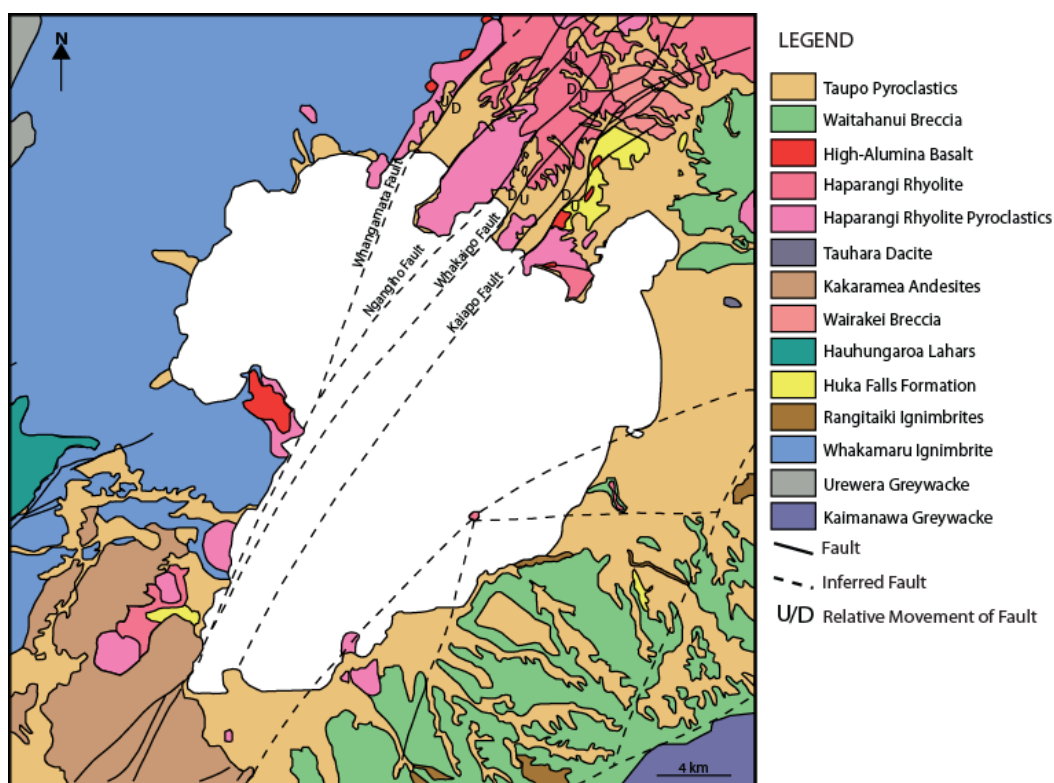 N
U
D
U
D
U
D
U
D
U
D
U
Whangamata Fault
Ngangiho Fault
Whakaipo Fault
Kaiapo Fault
4 km
LEGEND
Taupo Pyroclastics
Waitahanui Breccia
High-Alumina Basalt
Haparangi Rhyolite
Haparangi Rhyolite Pyroclastics
Tauhara Dacite
Kakaramea Andesites
Wairakei Breccia
Hauhungaroa Lahars
Huka Falls Formation
Rangitaiki Ignimbrites
Whakamaru Ignimbrite
Urewera Greywacke
Kaimanawa Greywacke
Fault
Inferred Fault
U/D Relative Movement of Fault